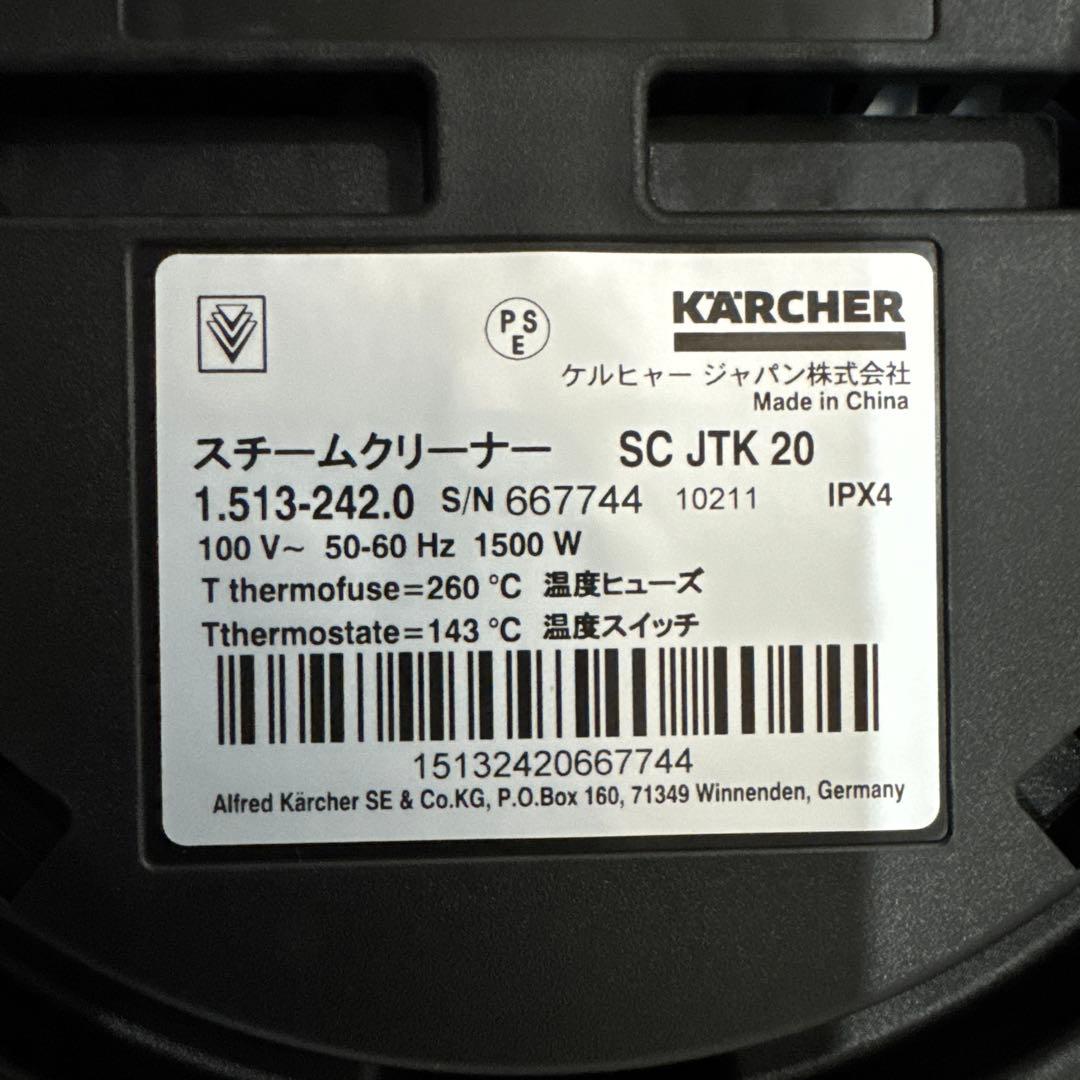 PSE
KÄRCHER
ケルヒャー ジャパン株式会社
Made in China
スチームクリーナー SC JTK 20
1.513-242.0 S/N 667744 10211 IPX4
100 V~ 50-60 Hz 1500 W
T thermofuse=260 °C 温度ヒューズ
Tthermostate=143 °C 温度スイッチ
15132420667744
Alfred Kärcher SE & Co.KG, P.O.Box 160, 71349 Winnenden, Germany